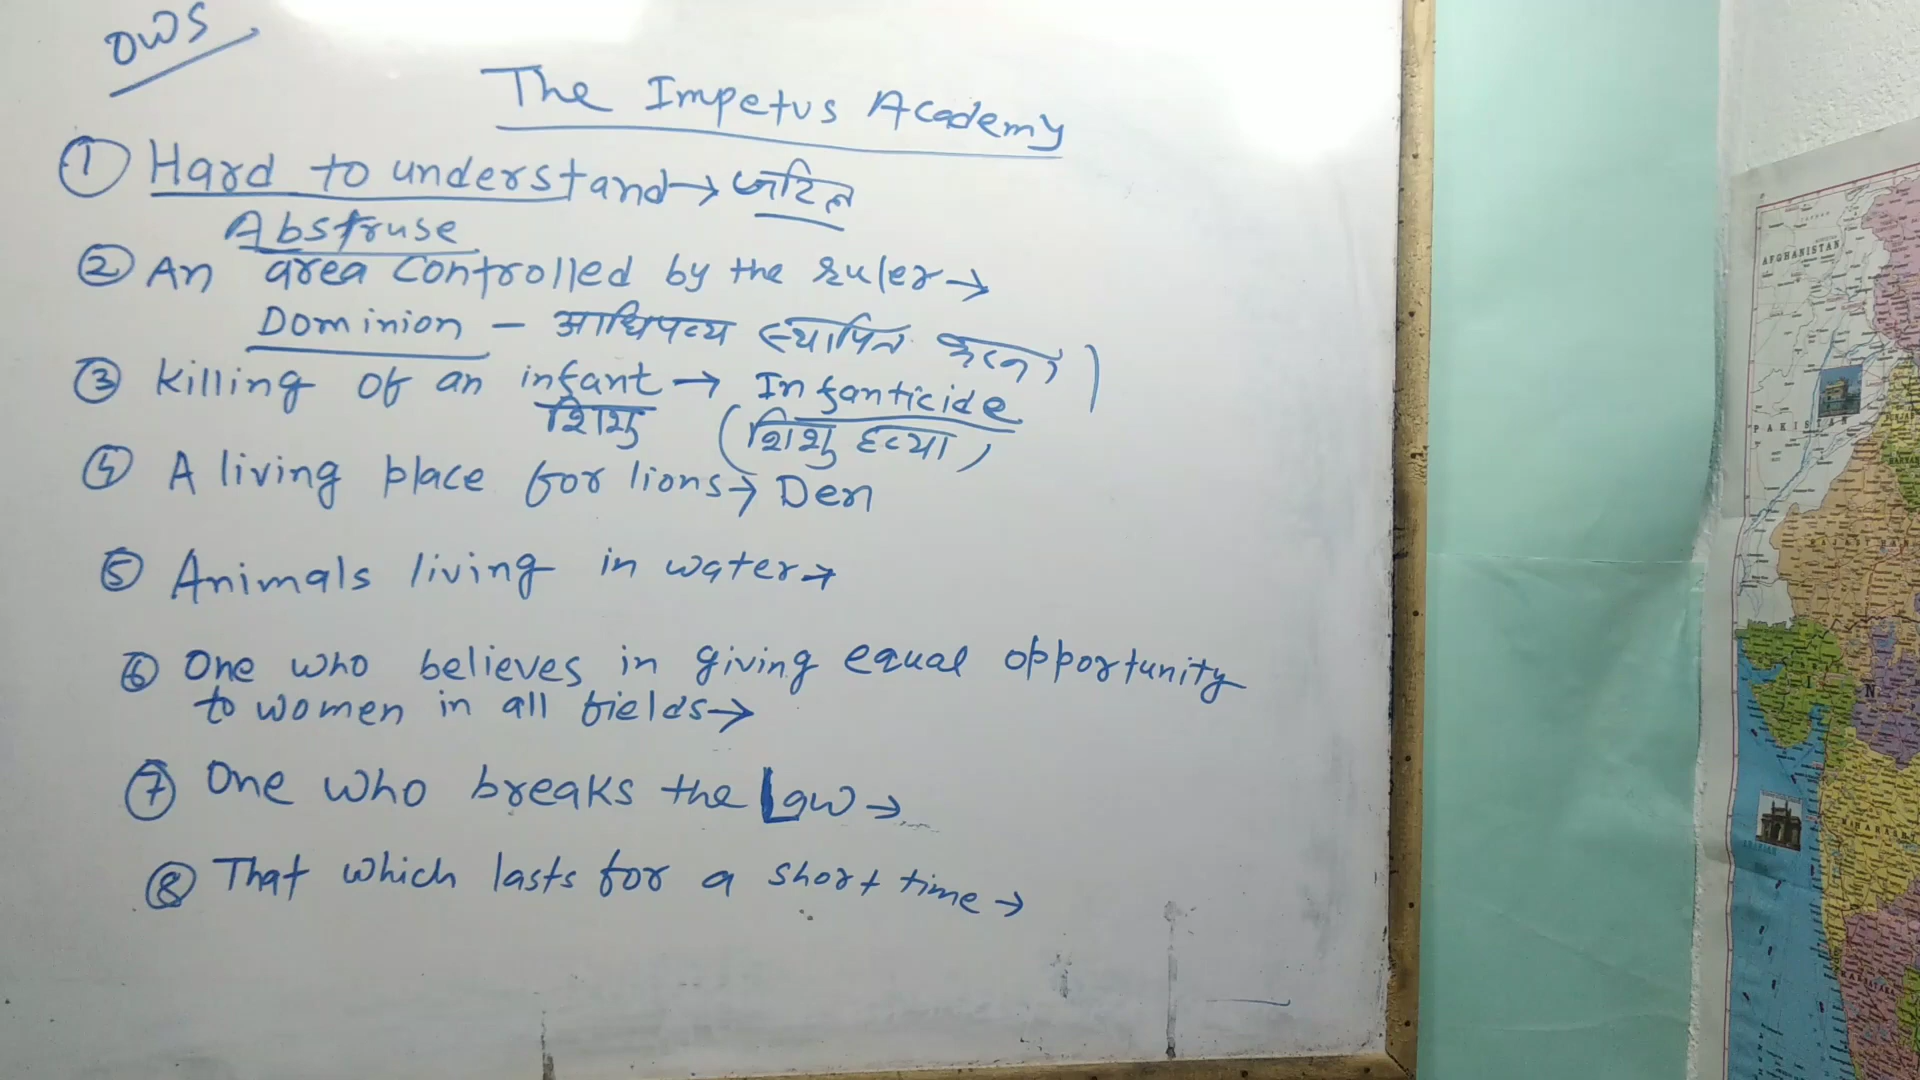 OWS
The Impetus Academy
① Hard to understand → जटिल
Abstruse
② An area controlled by the ruler →
Dominion - आधिपत्य स्थापित करना
③ killing of an infant → Infanticide
शिशु (शिशु हत्या)
④ A living place for lions → Den
⑤ Animals living in water →
⑥ One who believes in giving equal opportunity
to women in all fields →
⑦ One who breaks the Law →
⑧ That which lasts for a short time →
AFGHANISTAN
PAKISTAN
I N